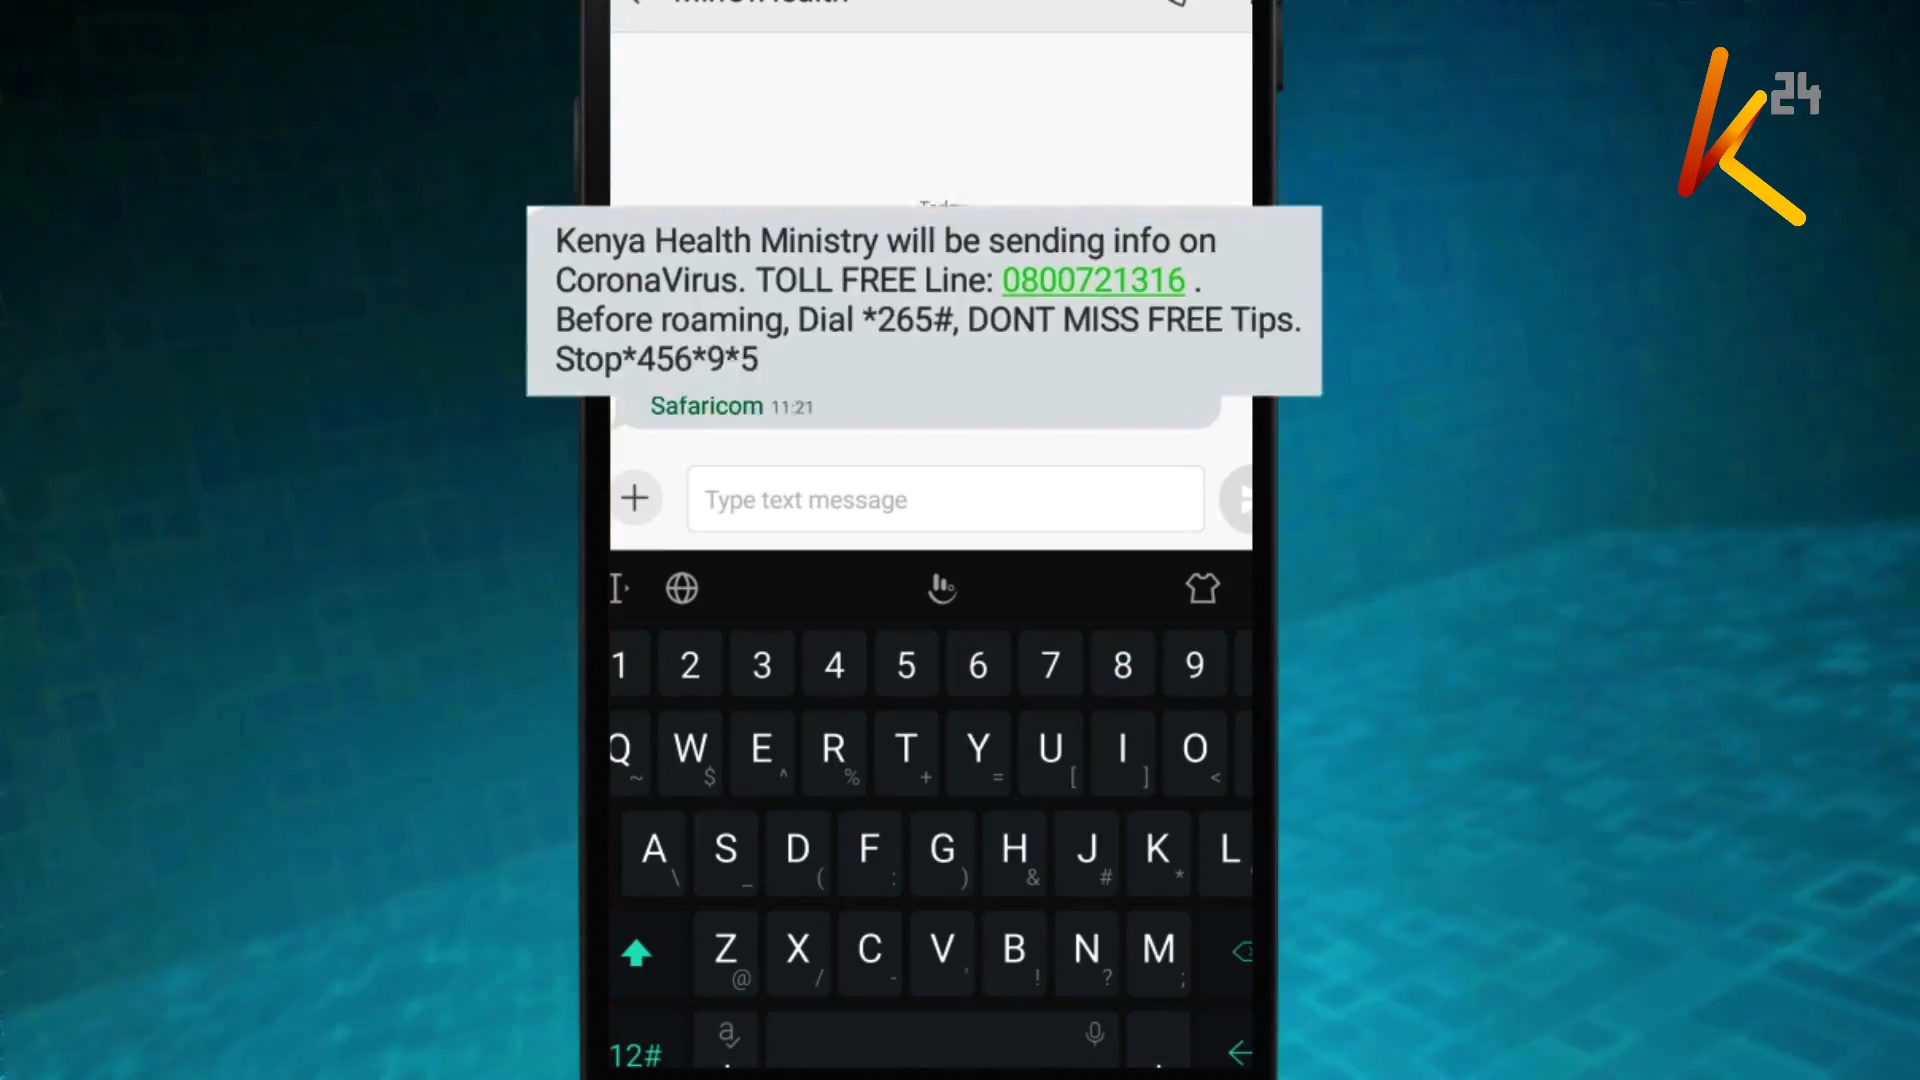 24
Kenya Health Ministry will be sending info on
CoronaVirus. TOLL FREE Line: 0800721316 .
Before roaming, Dial *265#, DONT MISS FREE Tips.
Stop*456*9*5
Safaricom 11:21
Type text message
1 2 3 4 5 6 7 8 9
Q W E R T Y U I O
~ $ ^ % + = [ ] <
A S D F G H J K L
\ _ ( : ) & # *
Z X C V B N M
@ / - ' ! ? ;
12#